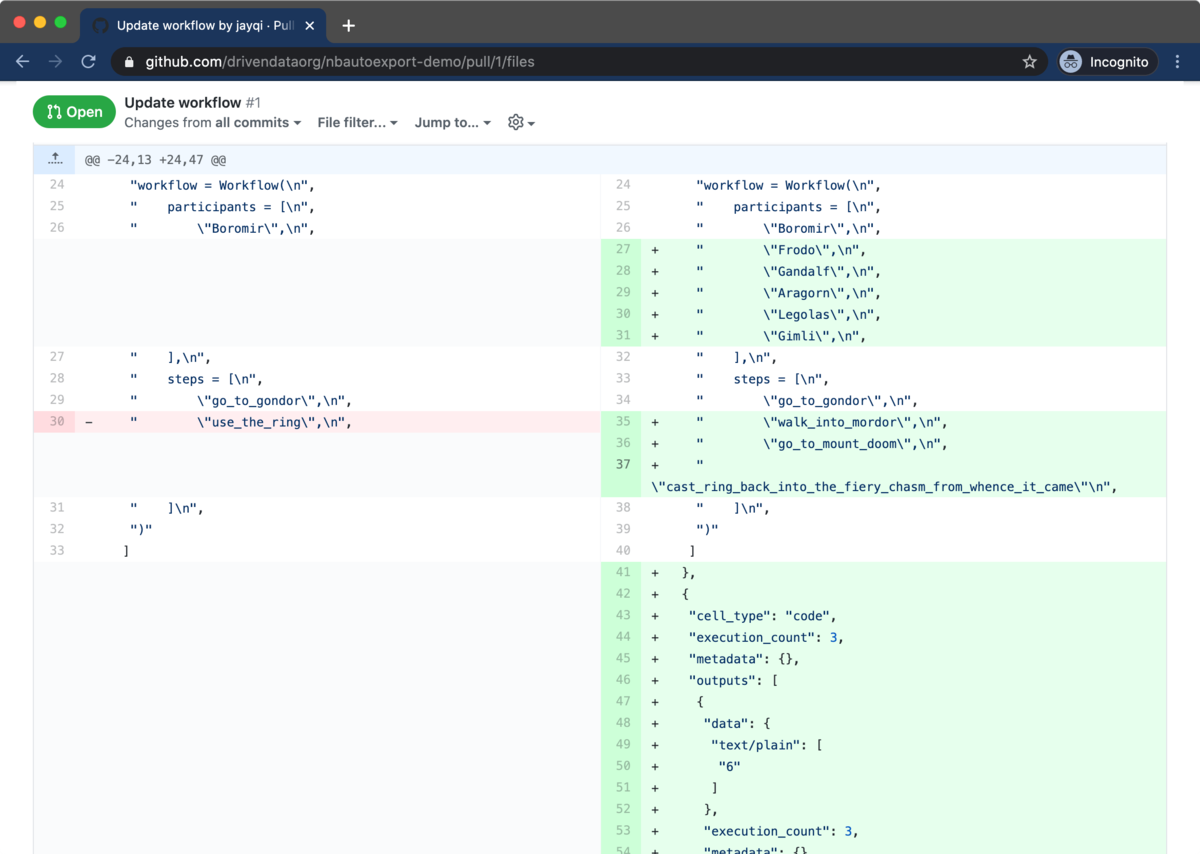 Update workflow by jayqi · Pull
github.com/drivendataorg/nbautoexport-demo/pull/1/files
Incognito
Open
Update workflow #1
Changes from all commits
File filter...
Jump to...
@@ -24,13 +24,47 @@
24 "workflow = Workflow(\n",
25 "    participants = [\n",
26 "        \"Boromir\",\n",
27 "    ],\n",
28 "    steps = [\n",
29 "        \"go_to_gondor\",\n",
30 - "        \"use_the_ring\",\n",
31 "    ]\n",
32 ")"
33 ]
24 "workflow = Workflow(\n",
25 "    participants = [\n",
26 "        \"Boromir\",\n",
27 + "        \"Frodo\",\n",
28 + "        \"Gandalf\",\n",
29 + "        \"Aragorn\",\n",
30 + "        \"Legolas\",\n",
31 + "        \"Gimli\",\n",
32 "    ],\n",
33 "    steps = [\n",
34 "        \"go_to_gondor\",\n",
35 + "        \"walk_into_mordor\",\n",
36 + "        \"go_to_mount_doom\",\n",
37 + "
\"cast_ring_back_into_the_fiery_chasm_from_whence_it_came\"\n",
38 "    ]\n",
39 ")"
40 ]
41 + },
42 + {
43 + "cell_type": "code",
44 + "execution_count": 3,
45 + "metadata": {},
46 + "outputs": [
47 + {
48 + "data": {
49 + "text/plain": [
50 + "6"
51 + ]
52 + },
53 + "execution_count": 3,
54 + "metadata": {},